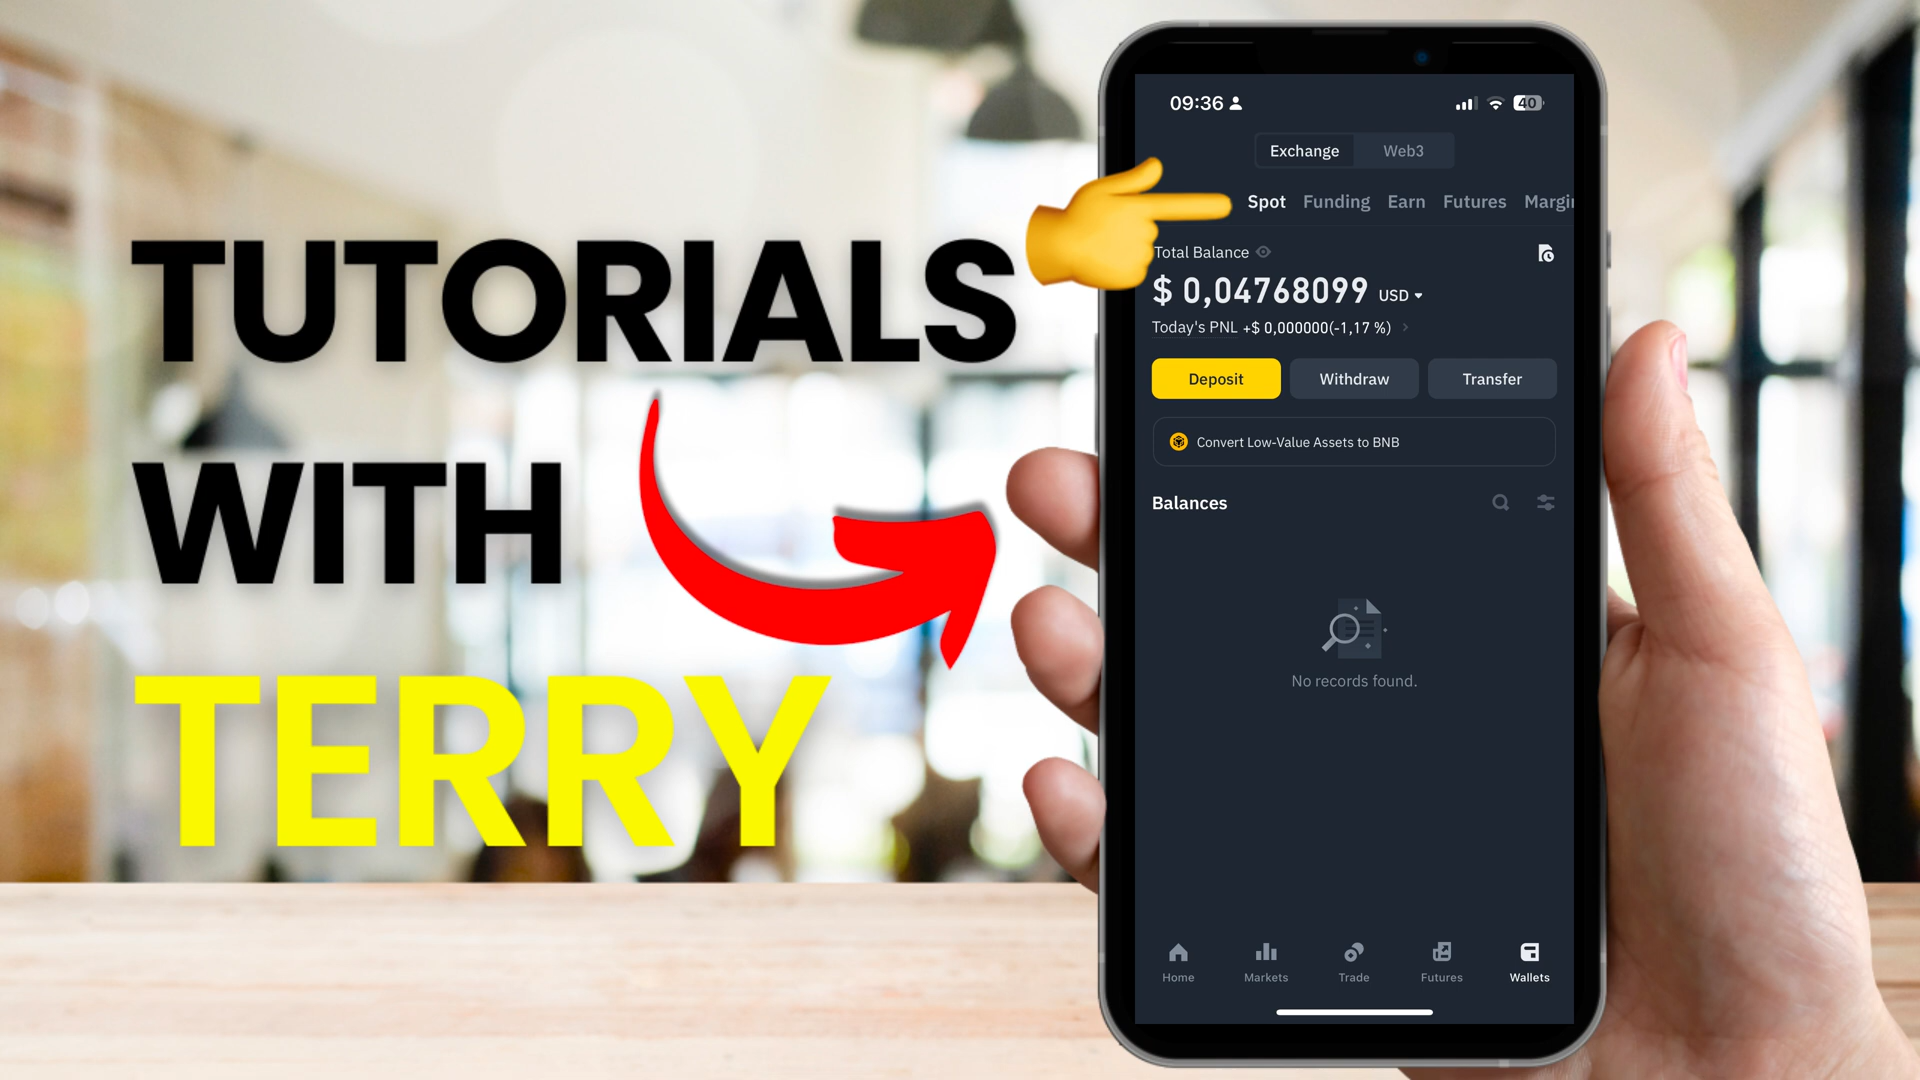 TUTORIALS
WITH
TERRY
09:36
40
Exchange Web3
Spot Funding Earn Futures Margin
Total Balance
$ 0,04768099 USD
Today's PNL +$ 0,000000(-1,17 %)
Deposit Withdraw Transfer
Convert Low-Value Assets to BNB
Balances
No records found.
Home Markets Trade Futures Wallets